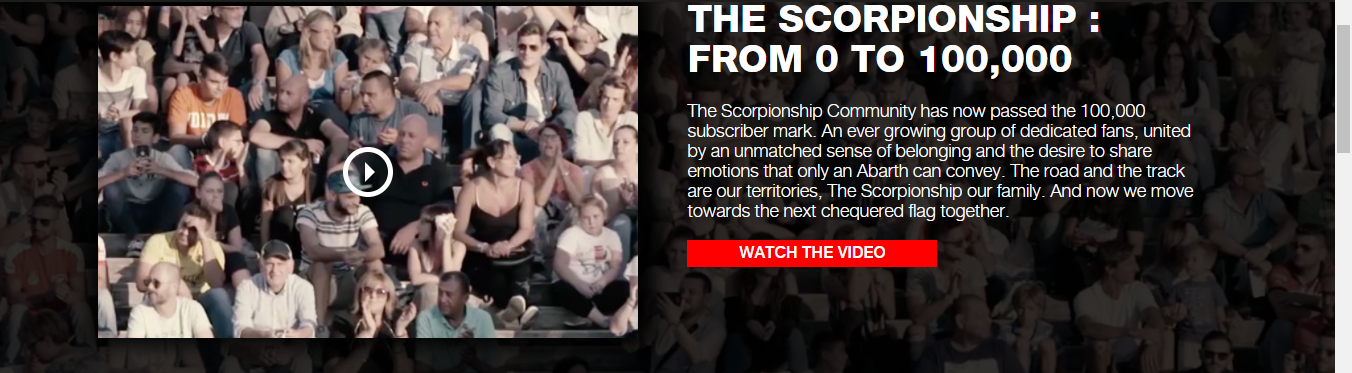 THE SCORPIONSHIP :
FROM 0 TO 100,000
The Scorpionship Community has now passed the 100,000
subscriber mark. An ever growing group of dedicated fans, united
by an unmatched sense of belonging and the desire to share
emotions that only an Abarth can convey. The road and the track
are our territories, The Scorpionship our family. And now we move
towards the next chequered flag together.
WATCH THE VIDEO